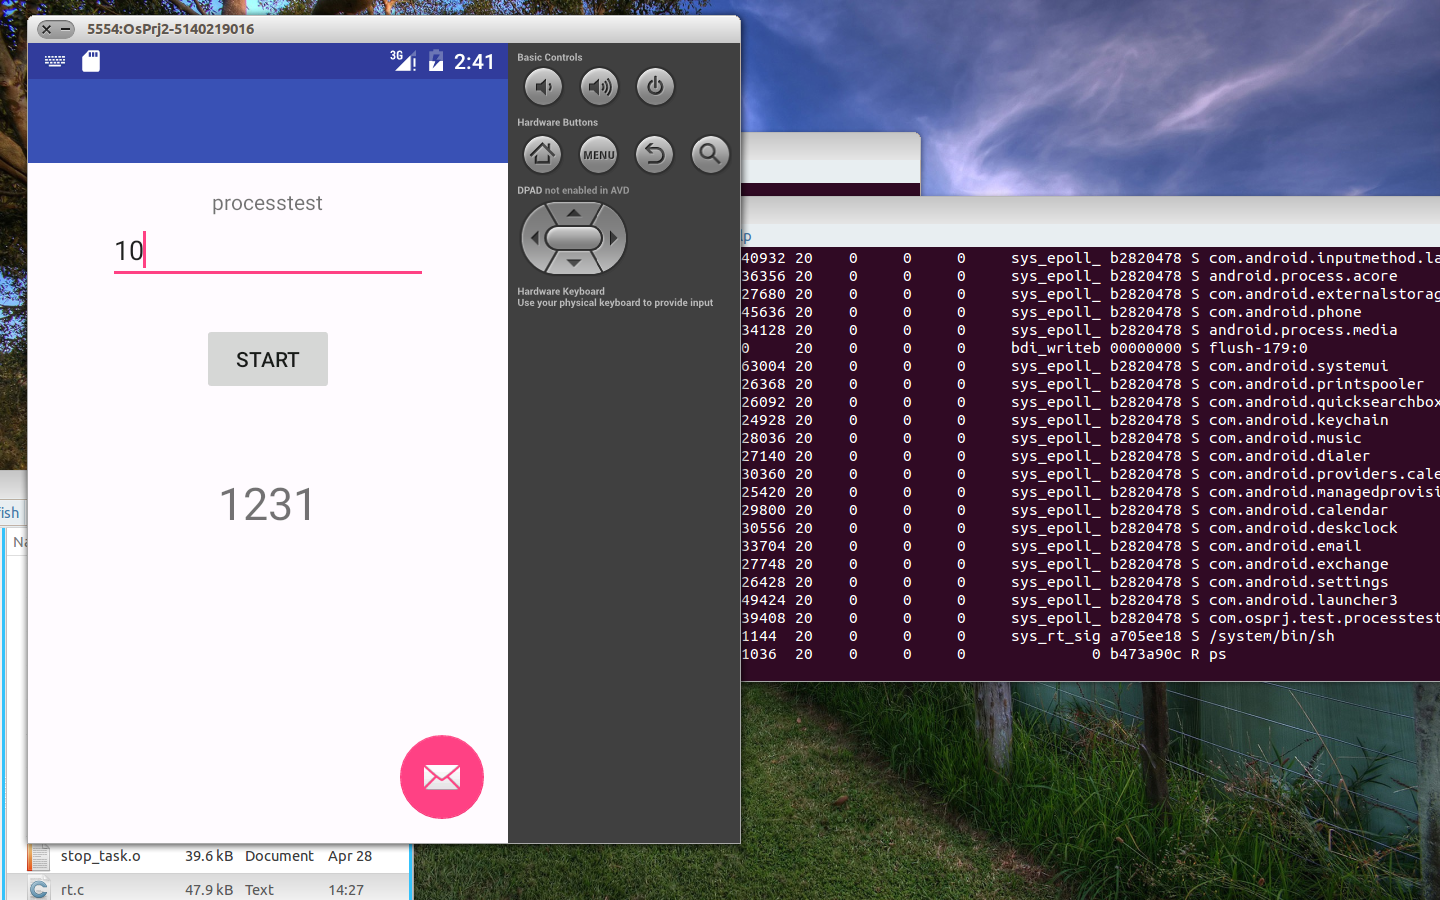 5554:OsPrj2-5140219016
3G
2:41
processtest
10
START
1231
Basic Controls
Hardware Buttons
MENU
DPAD not enabled in AVD
Hardware Keyboard
Use your physical keyboard to provide input
lp
40932 20 0 0 0 sys_epoll_ b2820478 S com.android.inputmethod.la
36356 20 0 0 0 sys_epoll_ b2820478 S android.process.acore
27680 20 0 0 0 sys_epoll_ b2820478 S com.android.externalstorag
45636 20 0 0 0 sys_epoll_ b2820478 S com.android.phone
34128 20 0 0 0 sys_epoll_ b2820478 S android.process.media
0 20 0 0 0 bdi_writeb 00000000 S flush-179:0
63004 20 0 0 0 sys_epoll_ b2820478 S com.android.systemui
26368 20 0 0 0 sys_epoll_ b2820478 S com.android.printspooler
26092 20 0 0 0 sys_epoll_ b2820478 S com.android.quicksearchbox
24928 20 0 0 0 sys_epoll_ b2820478 S com.android.keychain
28036 20 0 0 0 sys_epoll_ b2820478 S com.android.music
27140 20 0 0 0 sys_epoll_ b2820478 S com.android.dialer
30360 20 0 0 0 sys_epoll_ b2820478 S com.android.providers.cale
25420 20 0 0 0 sys_epoll_ b2820478 S com.android.managedprovisi
29800 20 0 0 0 sys_epoll_ b2820478 S com.android.calendar
30556 20 0 0 0 sys_epoll_ b2820478 S com.android.deskclock
33704 20 0 0 0 sys_epoll_ b2820478 S com.android.email
27748 20 0 0 0 sys_epoll_ b2820478 S com.android.exchange
26428 20 0 0 0 sys_epoll_ b2820478 S com.android.settings
49424 20 0 0 0 sys_epoll_ b2820478 S com.android.launcher3
39408 20 0 0 0 sys_epoll_ b2820478 S com.osprj.test.processtest
1144 20 0 0 0 sys_rt_sig a705ee18 S /system/bin/sh
1036 20 0 0 0 0 b473a90c R ps
fish
Na
stop_task.o 39.6 kB Document Apr 28
rt.c 47.9 kB Text 14:27